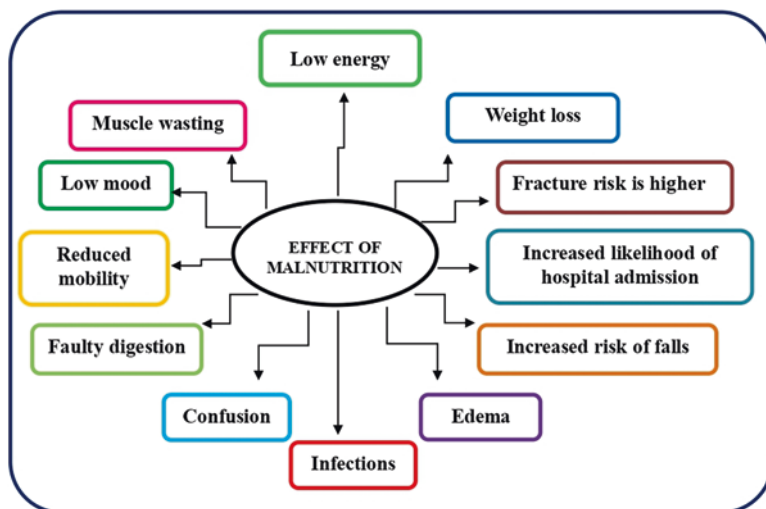 Low energy
Muscle wasting
Weight loss
Low mood
Fracture risk is higher
EFFECT OF
MALNUTRITION
Reduced
mobility
Increased likelihood of
hospital admission
Faulty digestion
Increased risk of falls
Confusion
Edema
Infections